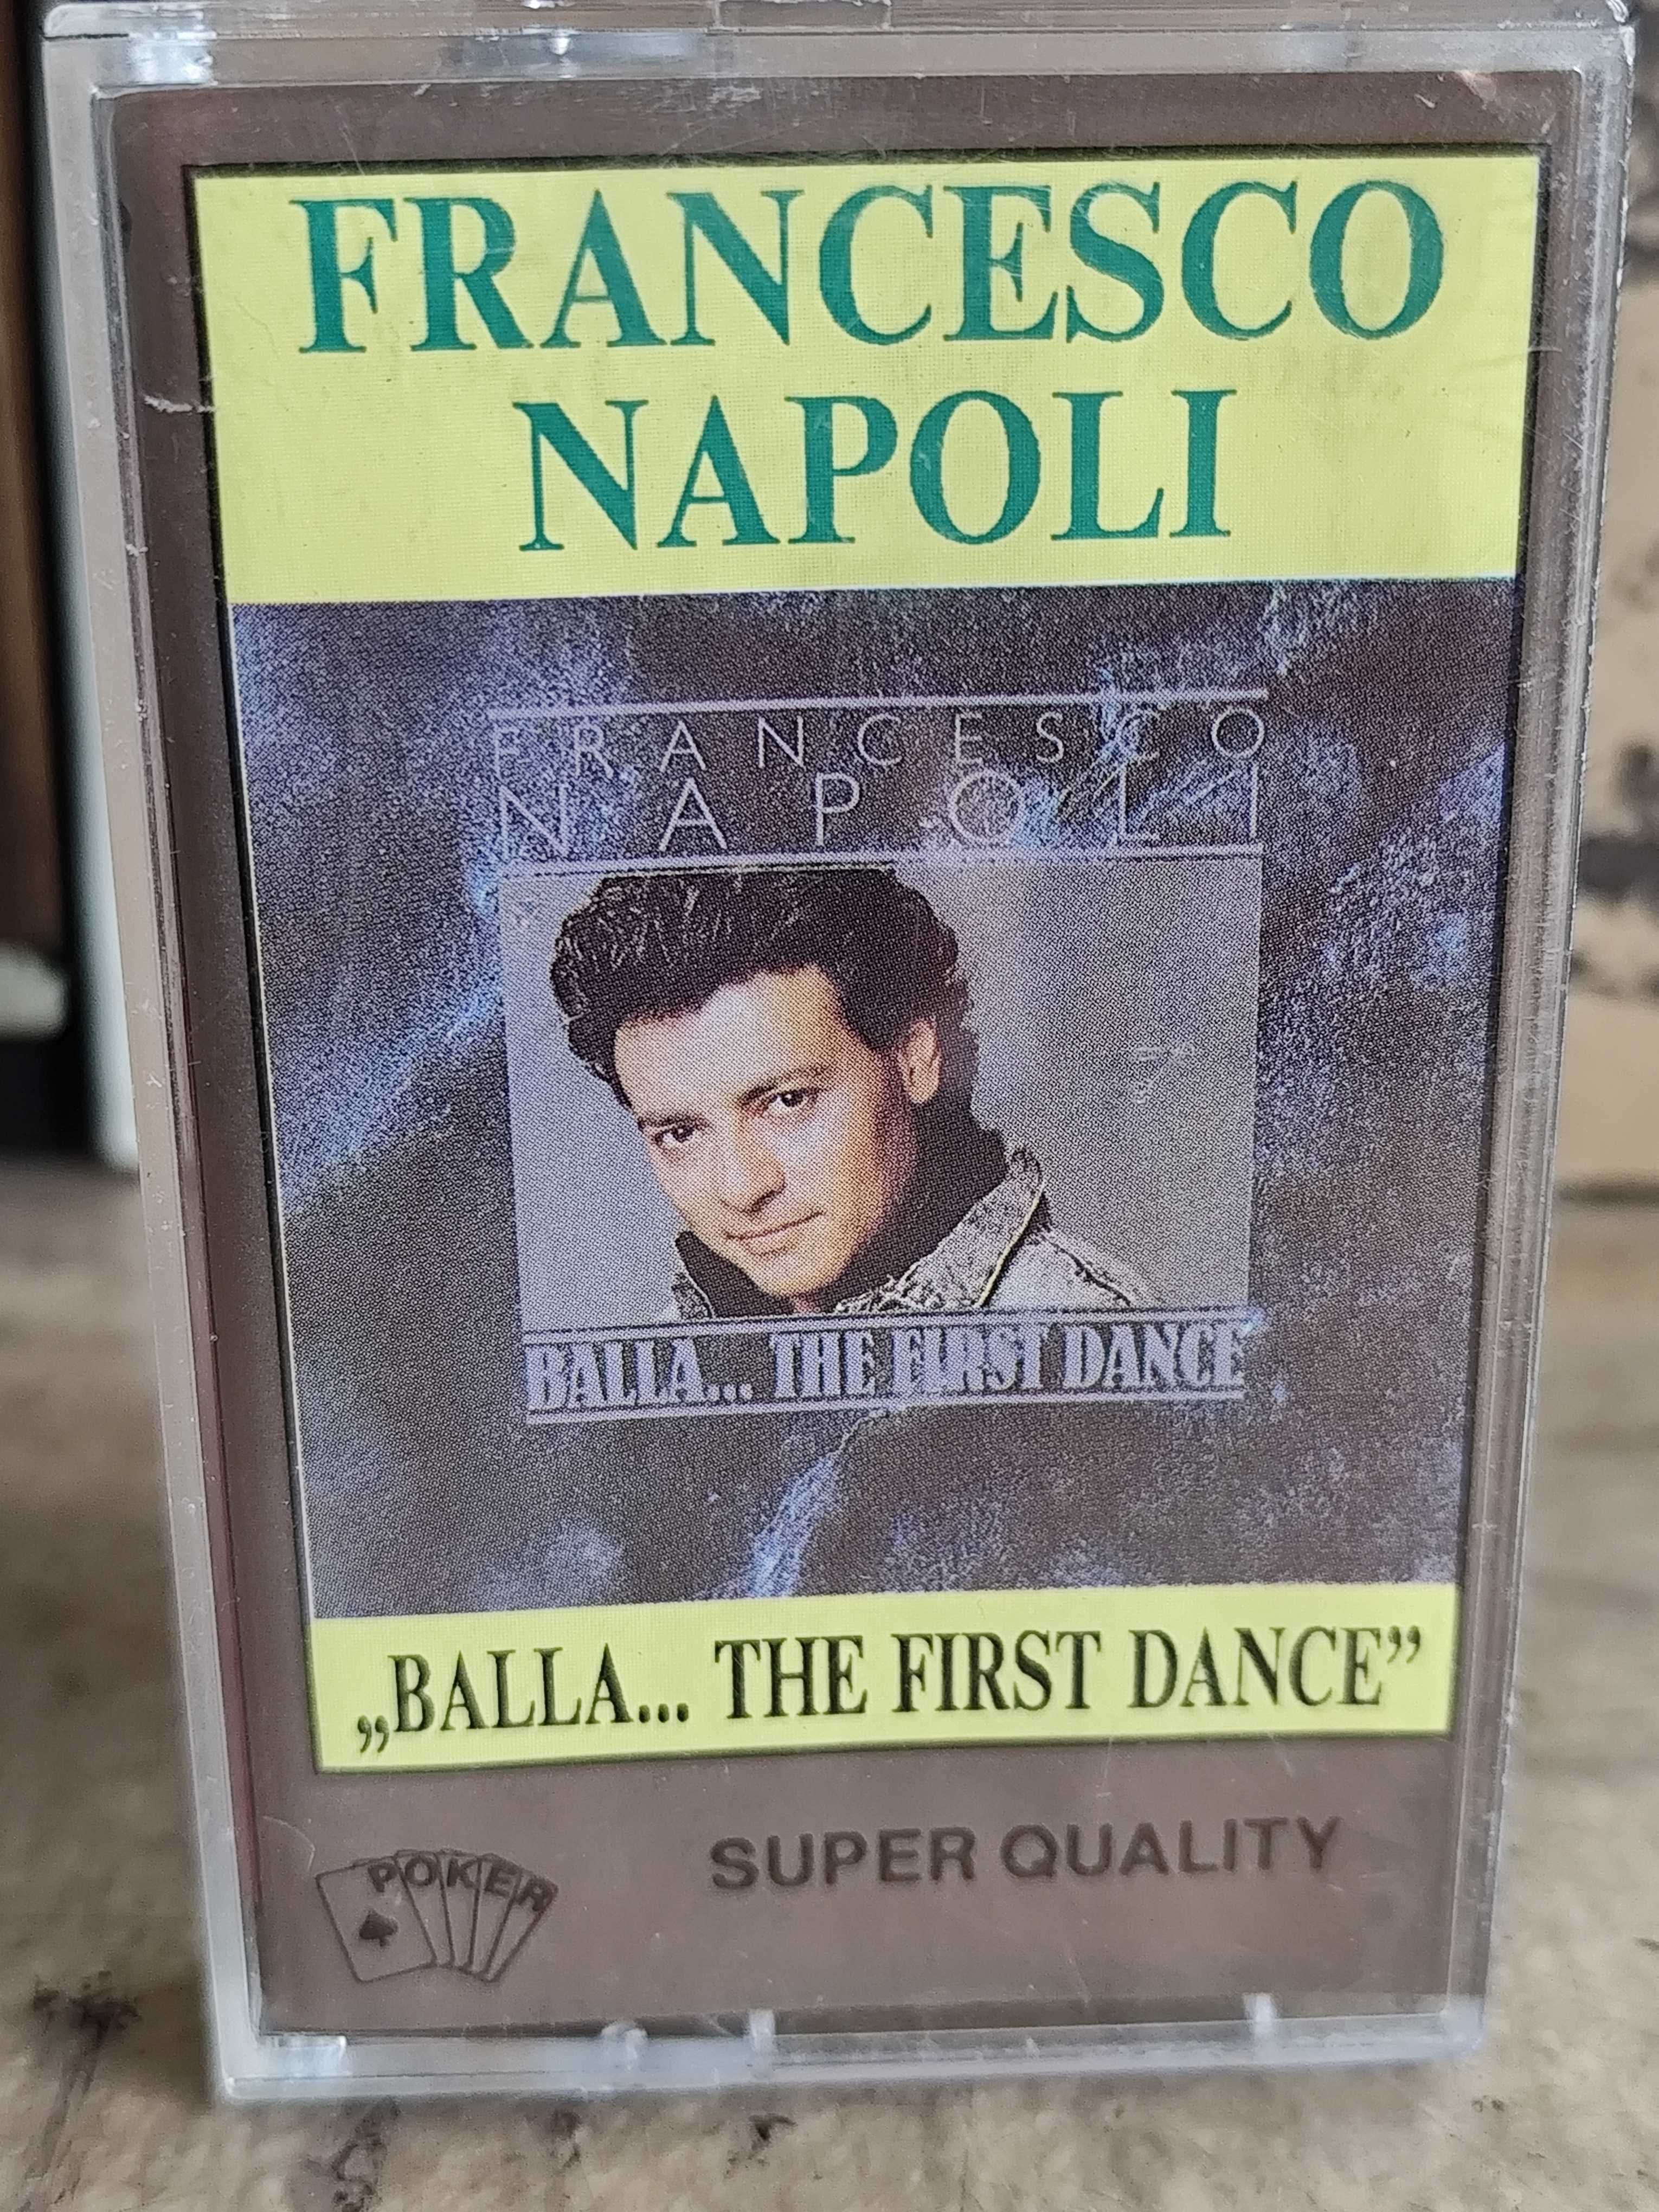 FRANCESCO
NAPOLI
FRANCESCO
NAPOLI
BALLA... THE FIRST DANCE
„BALLA... THE FIRST DANCE”
POKER
SUPER QUALITY